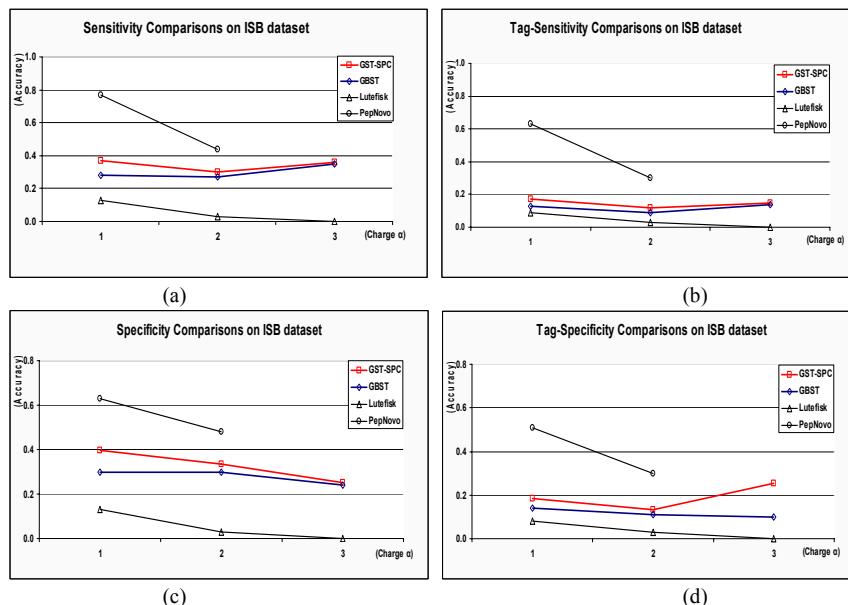 Sensitivity Comparisons on ISB dataset
(Accuracy)
1.0
0.8
0.6
0.4
0.2
0.0
1
2
3
(Charge α)
GST-SPC
GBST
Lutefisk
PepNovo
(a)
Tag-Sensitivity Comparisons on ISB dataset
(Accuracy)
1.0
0.8
0.6
0.4
0.2
0.0
1
2
3
(Charge α)
GST-SPC
GBST
Lutefisk
PepNovo
(b)
Specificity Comparisons on ISB dataset
(Accuracy)
0.8
0.6
0.4
0.2
0.0
1
2
3
(Charge α)
GST-SPC
GBST
Lutefisk
PepNovo
(c)
Tag-Specificity Comparisons on ISB dataset
(Accuracy)
0.8
0.6
0.4
0.2
0.0
1
2
3
(Charge α)
GST-SPC
GBST
Lutefisk
PepNovo
(d)